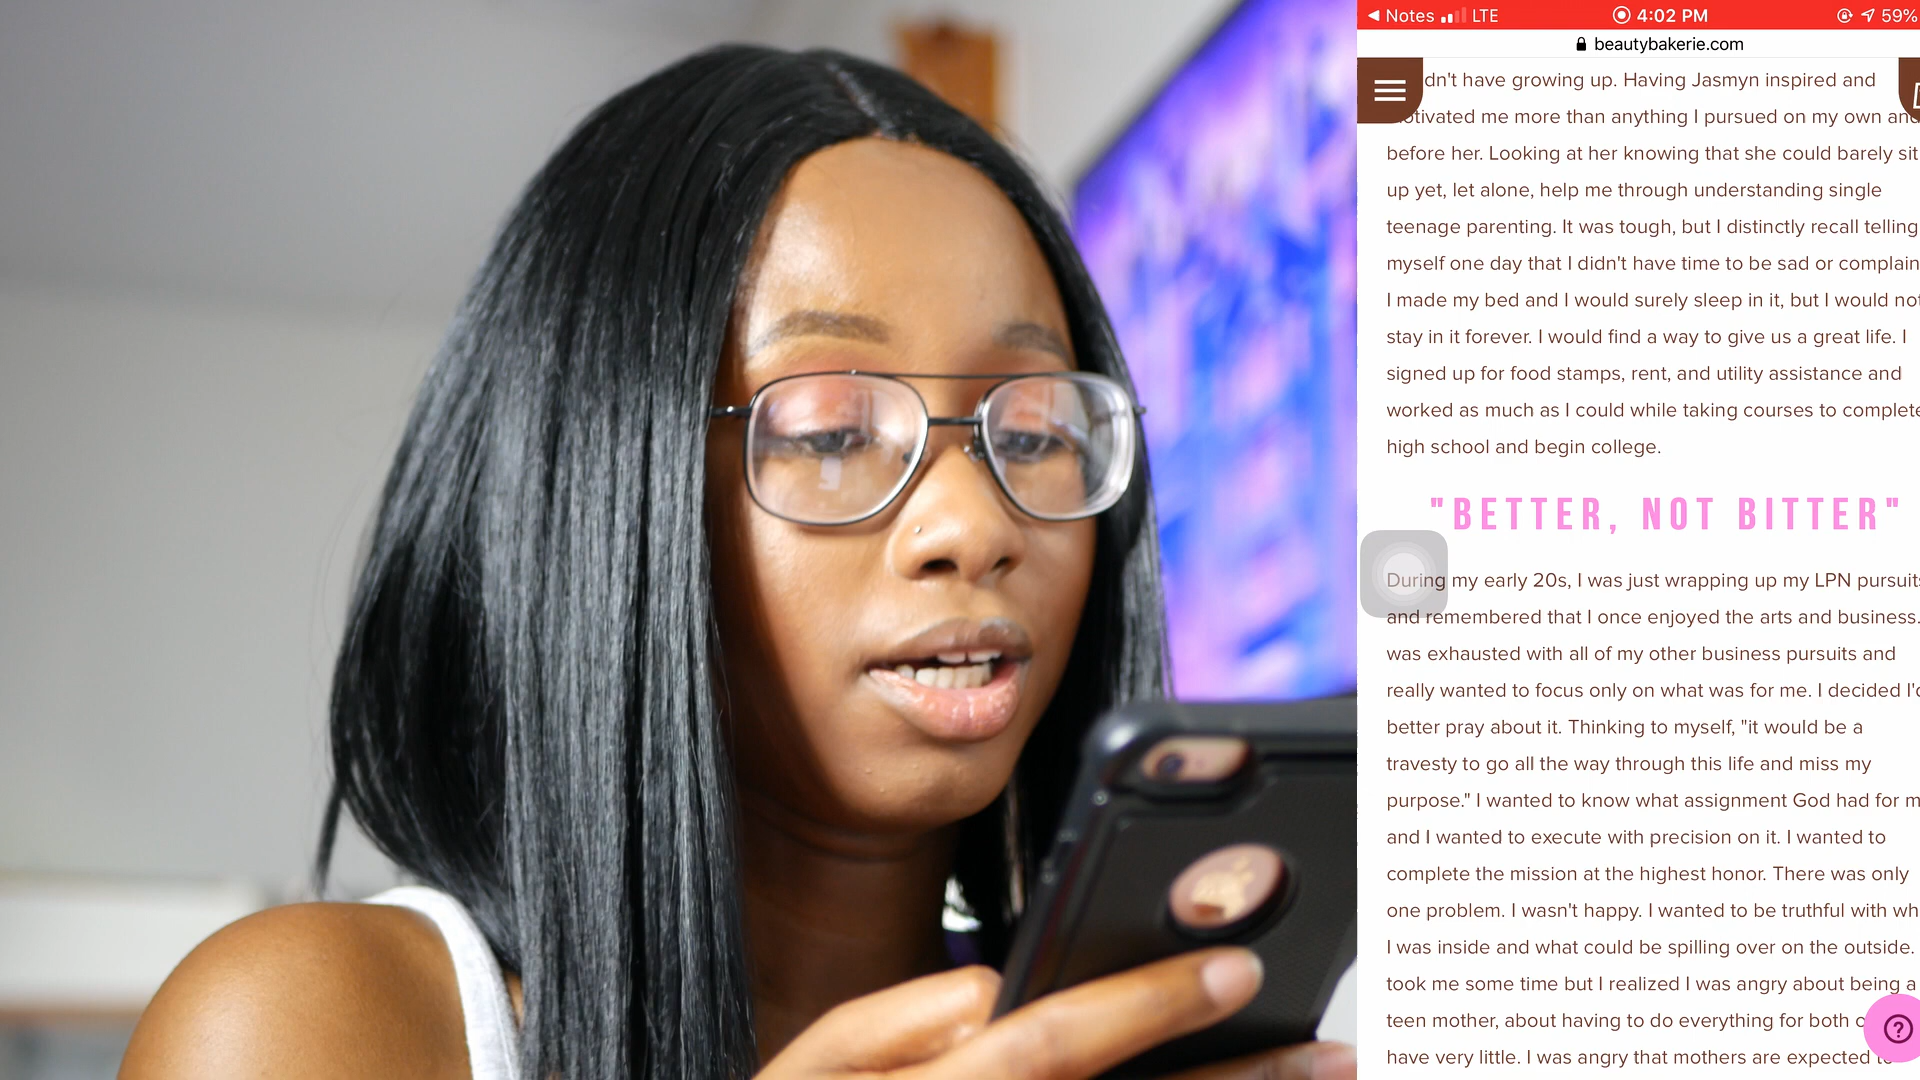 Notes LTE 4:02 PM 59%
beautybakerie.com
dn't have growing up. Having Jasmyn inspired and
otivated me more than anything I pursued on my own and
before her. Looking at her knowing that she could barely sit
up yet, let alone, help me through understanding single
teenage parenting. It was tough, but I distinctly recall telling
myself one day that I didn't have time to be sad or complain
I made my bed and I would surely sleep in it, but I would not
stay in it forever. I would find a way to give us a great life. I
signed up for food stamps, rent, and utility assistance and
worked as much as I could while taking courses to complete
high school and begin college.
"BETTER, NOT BITTER"
During my early 20s, I was just wrapping up my LPN pursuits
and remembered that I once enjoyed the arts and business.
was exhausted with all of my other business pursuits and
really wanted to focus only on what was for me. I decided I'd
better pray about it. Thinking to myself, "it would be a
travesty to go all the way through this life and miss my
purpose." I wanted to know what assignment God had for m
and I wanted to execute with precision on it. I wanted to
complete the mission at the highest honor. There was only
one problem. I wasn't happy. I wanted to be truthful with wh
I was inside and what could be spilling over on the outside.
took me some time but I realized I was angry about being a
teen mother, about having to do everything for both o
have very little. I was angry that mothers are expected to